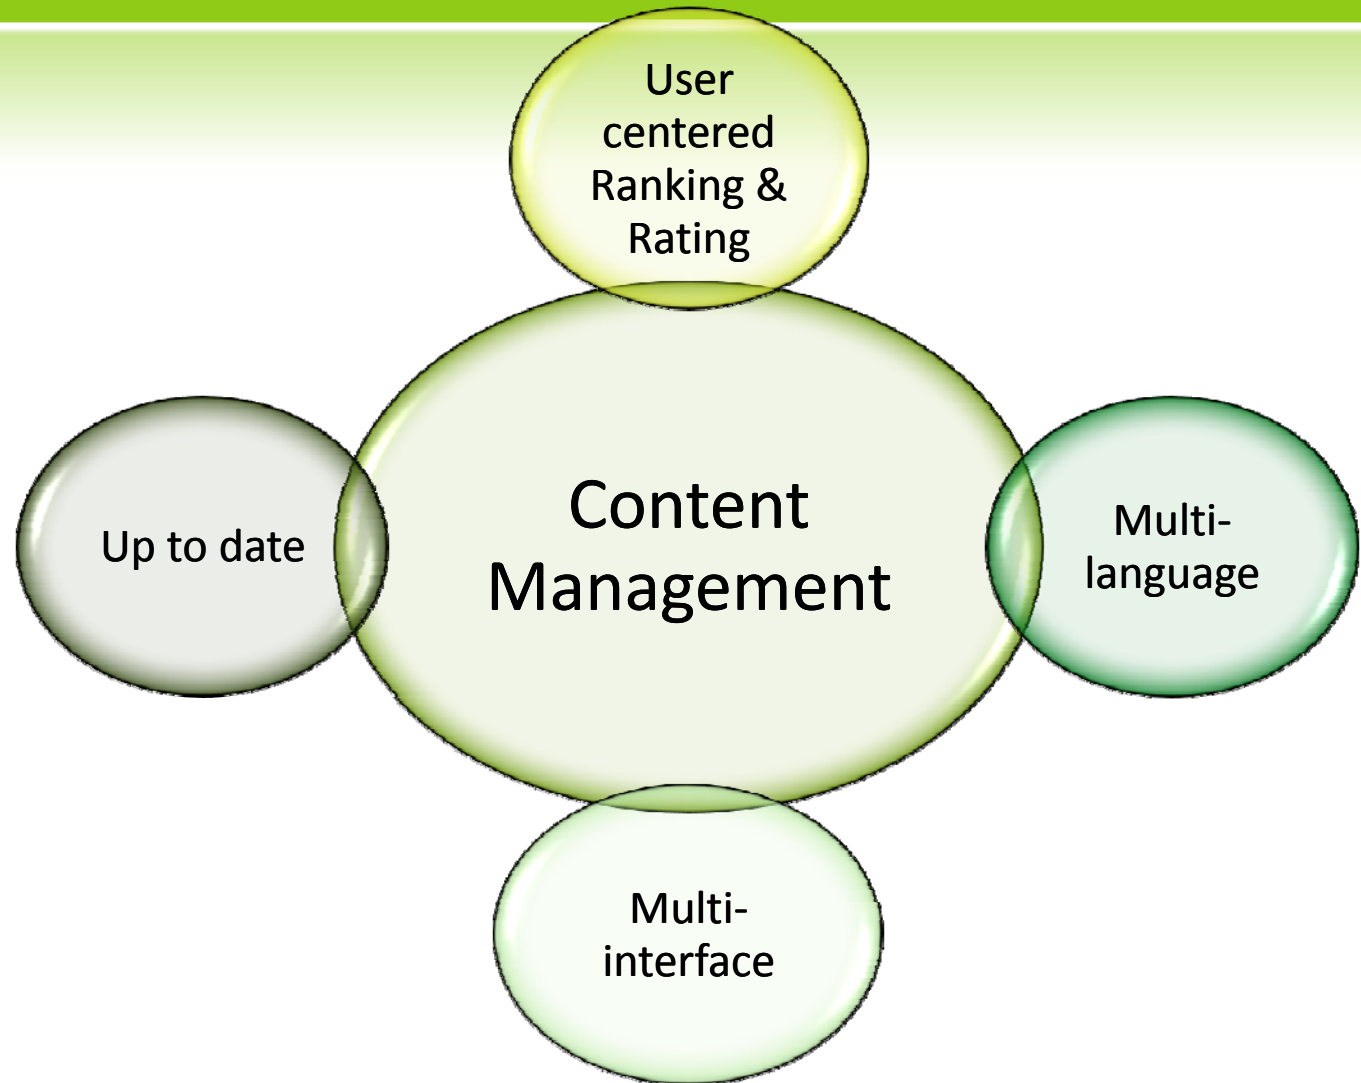 User
centered
Ranking &
Rating
Content
Management
Up to date
Multi-
language
Multi-
interface